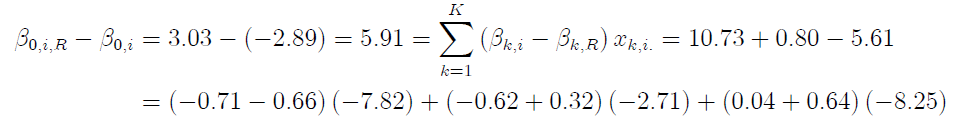 β_{0,i,R} − β_{0,i} = 3.03 − (−2.89) = 5.91 = ∑_{k=1}^{K} (β_{k,i} − β_{k,R}) x_{k,i.} = 10.73 + 0.80 − 5.61
= (−0.71 − 0.66) (−7.82) + (−0.62 + 0.32) (−2.71) + (0.04 + 0.64) (−8.25)